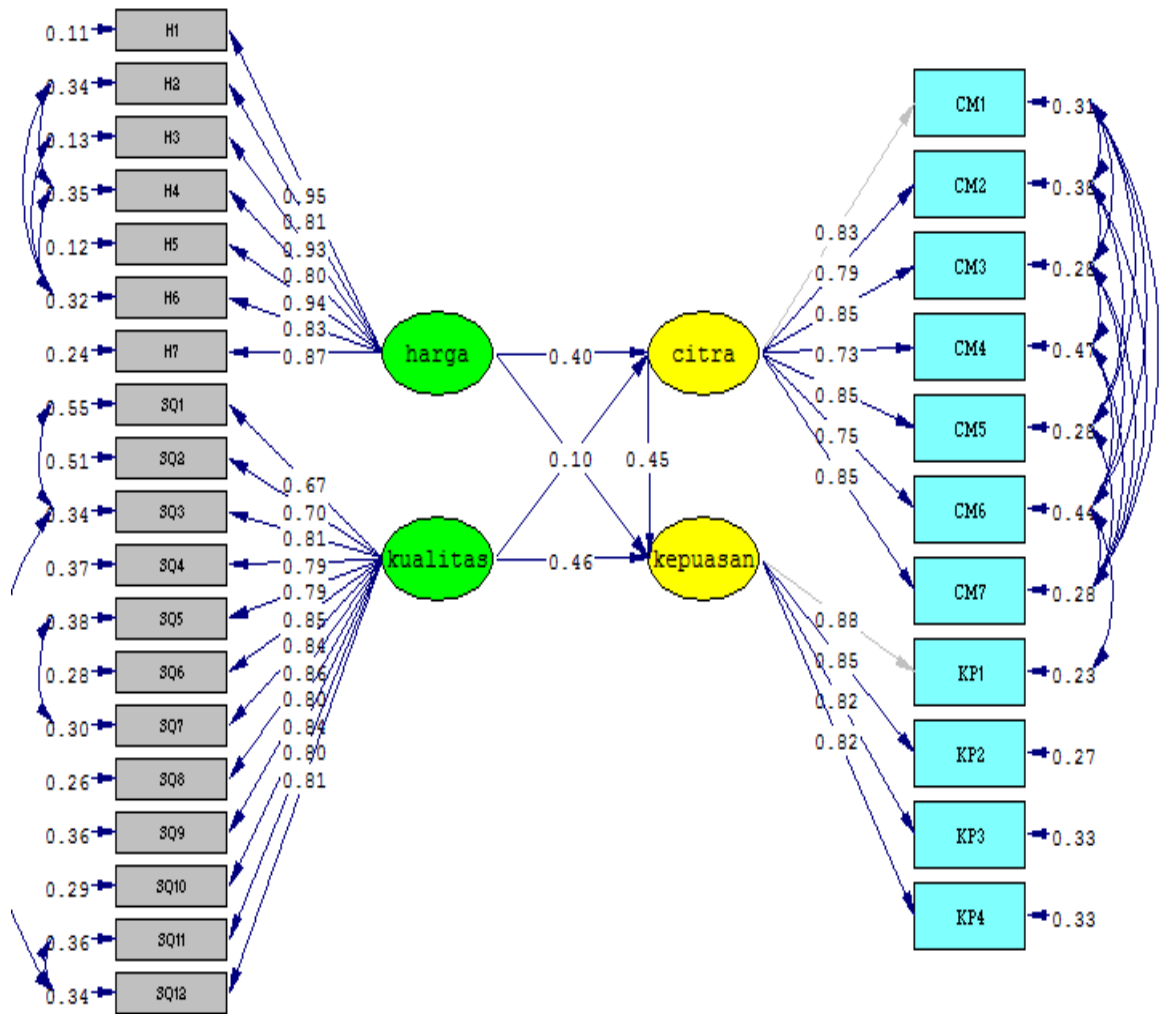 0.11 H1
0.34 H2
0.13 H3
0.35 H4
0.12 H5
0.32 H6
0.24 H7
0.55 SQ1
0.51 SQ2
0.34 SQ3
0.37 SQ4
0.38 SQ5
0.28 SQ6
0.30 SQ7
0.26 SQ8
0.36 SQ9
0.29 SQ10
0.36 SQ11
0.34 SQ12
0.95
0.81
0.93
0.80
0.94
0.83
0.87
0.67
0.70
0.81
0.79
0.79
0.85
0.84
0.86
0.80
0.84
0.80
0.81
harga
kualitas
0.40
0.10
0.45
0.46
citra
kepuasan
0.83
0.79
0.85
0.73
0.85
0.75
0.85
0.88
0.85
0.82
0.82
CM1 0.31
CM2 0.38
CM3 0.28
CM4 0.47
CM5 0.28
CM6 0.44
CM7 0.28
KP1 0.23
KP2 0.27
KP3 0.33
KP4 0.33